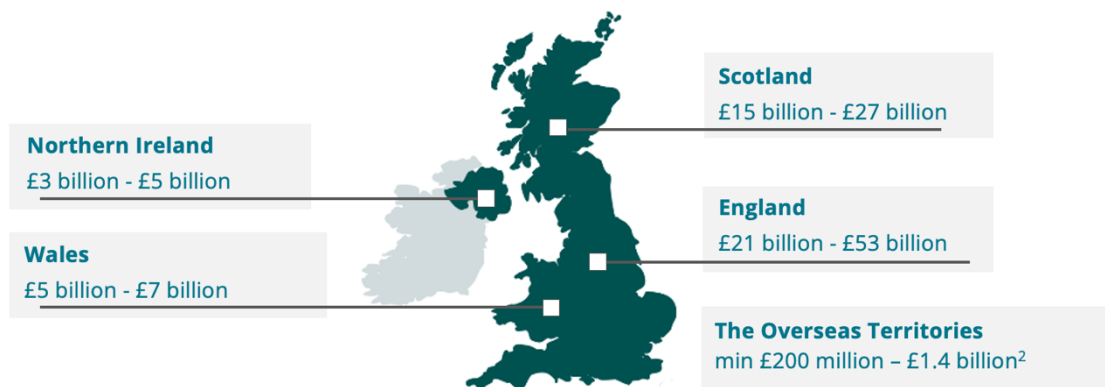 Scotland
£15 billion - £27 billion
Northern Ireland
£3 billion - £5 billion
England
£21 billion - £53 billion
Wales
£5 billion - £7 billion
The Overseas Territories
min £200 million – £1.4 billion²